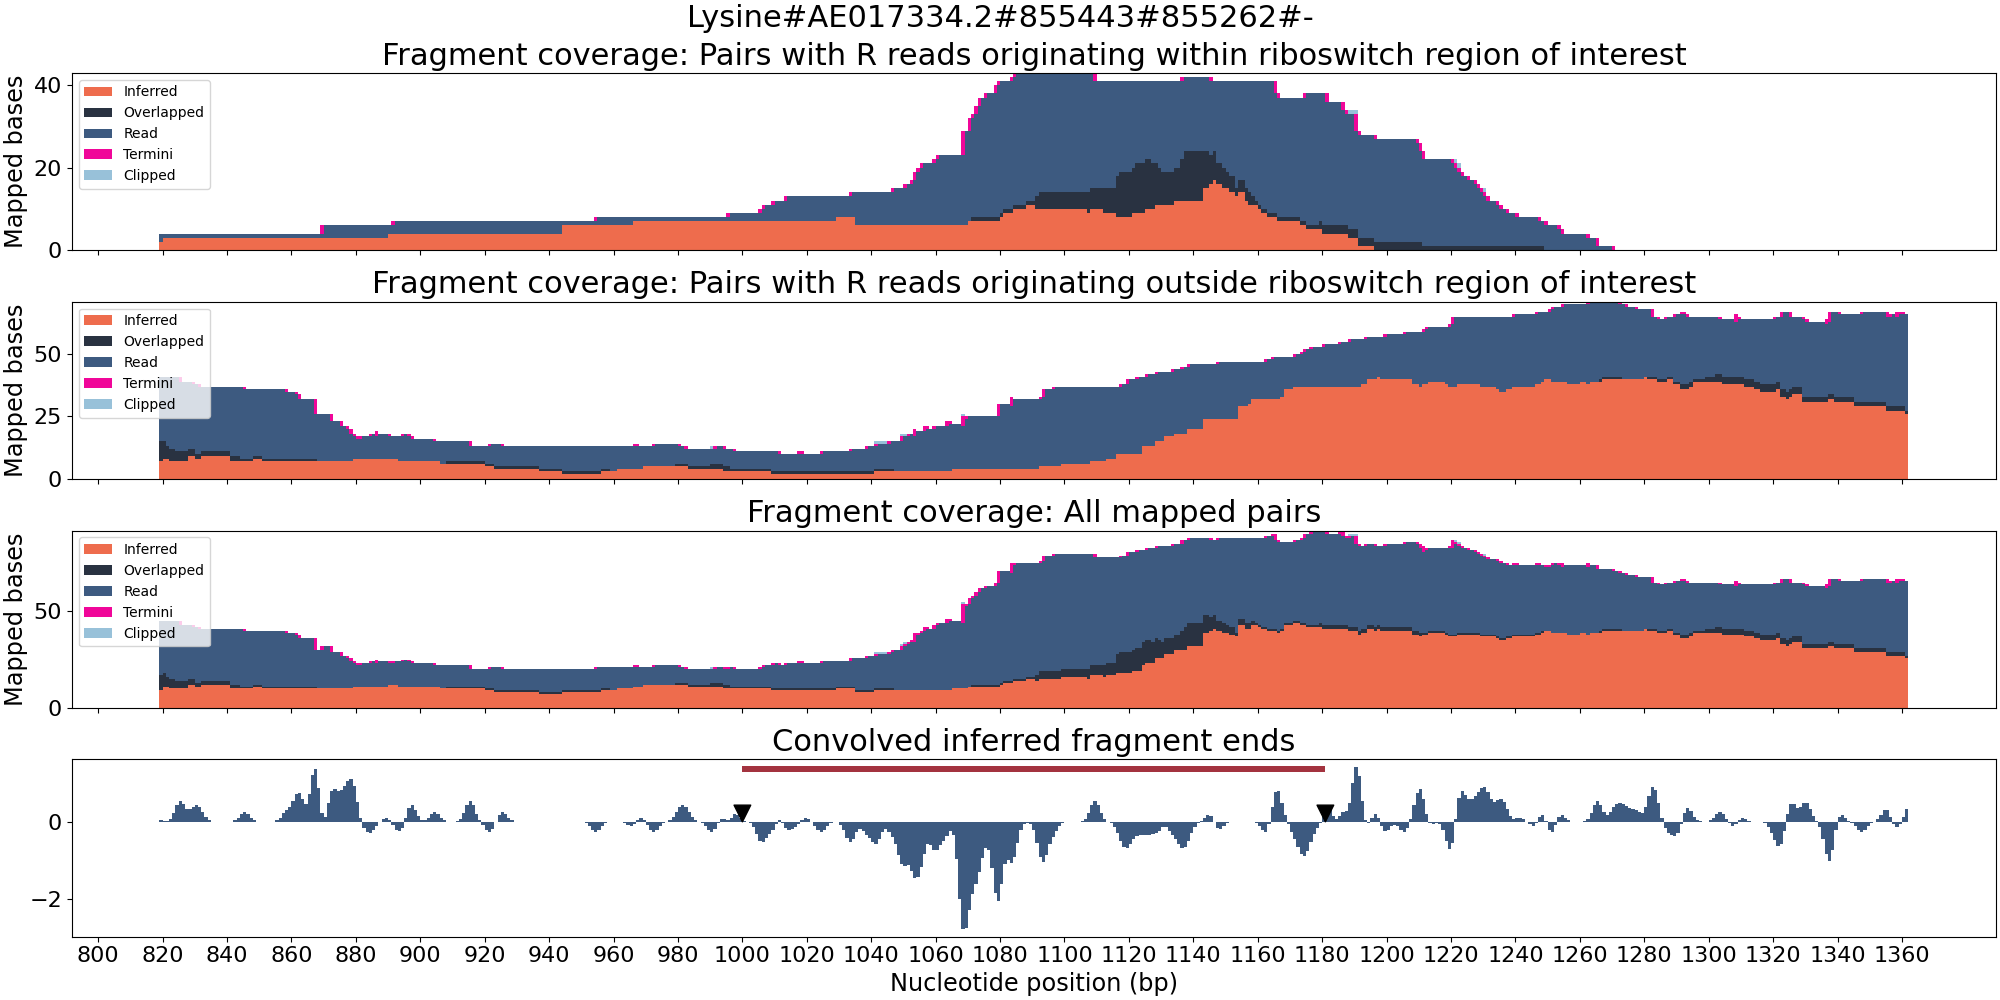 Lysine#AE017334.2#855443#855262#-
Fragment coverage: Pairs with R reads originating within riboswitch region of interest
Mapped bases
40
20
0
Inferred
Overlapped
Read
Termini
Clipped
Fragment coverage: Pairs with R reads originating outside riboswitch region of interest
Mapped bases
50
25
0
Inferred
Overlapped
Read
Termini
Clipped
Fragment coverage: All mapped pairs
Mapped bases
50
0
Inferred
Overlapped
Read
Termini
Clipped
Convolved inferred fragment ends
0
−2
800 820 840 860 880 900 920 940 960 980 1000 1020 1040 1060 1080 1100 1120 1140 1160 1180 1200 1220 1240 1260 1280 1300 1320 1340 1360
Nucleotide position (bp)